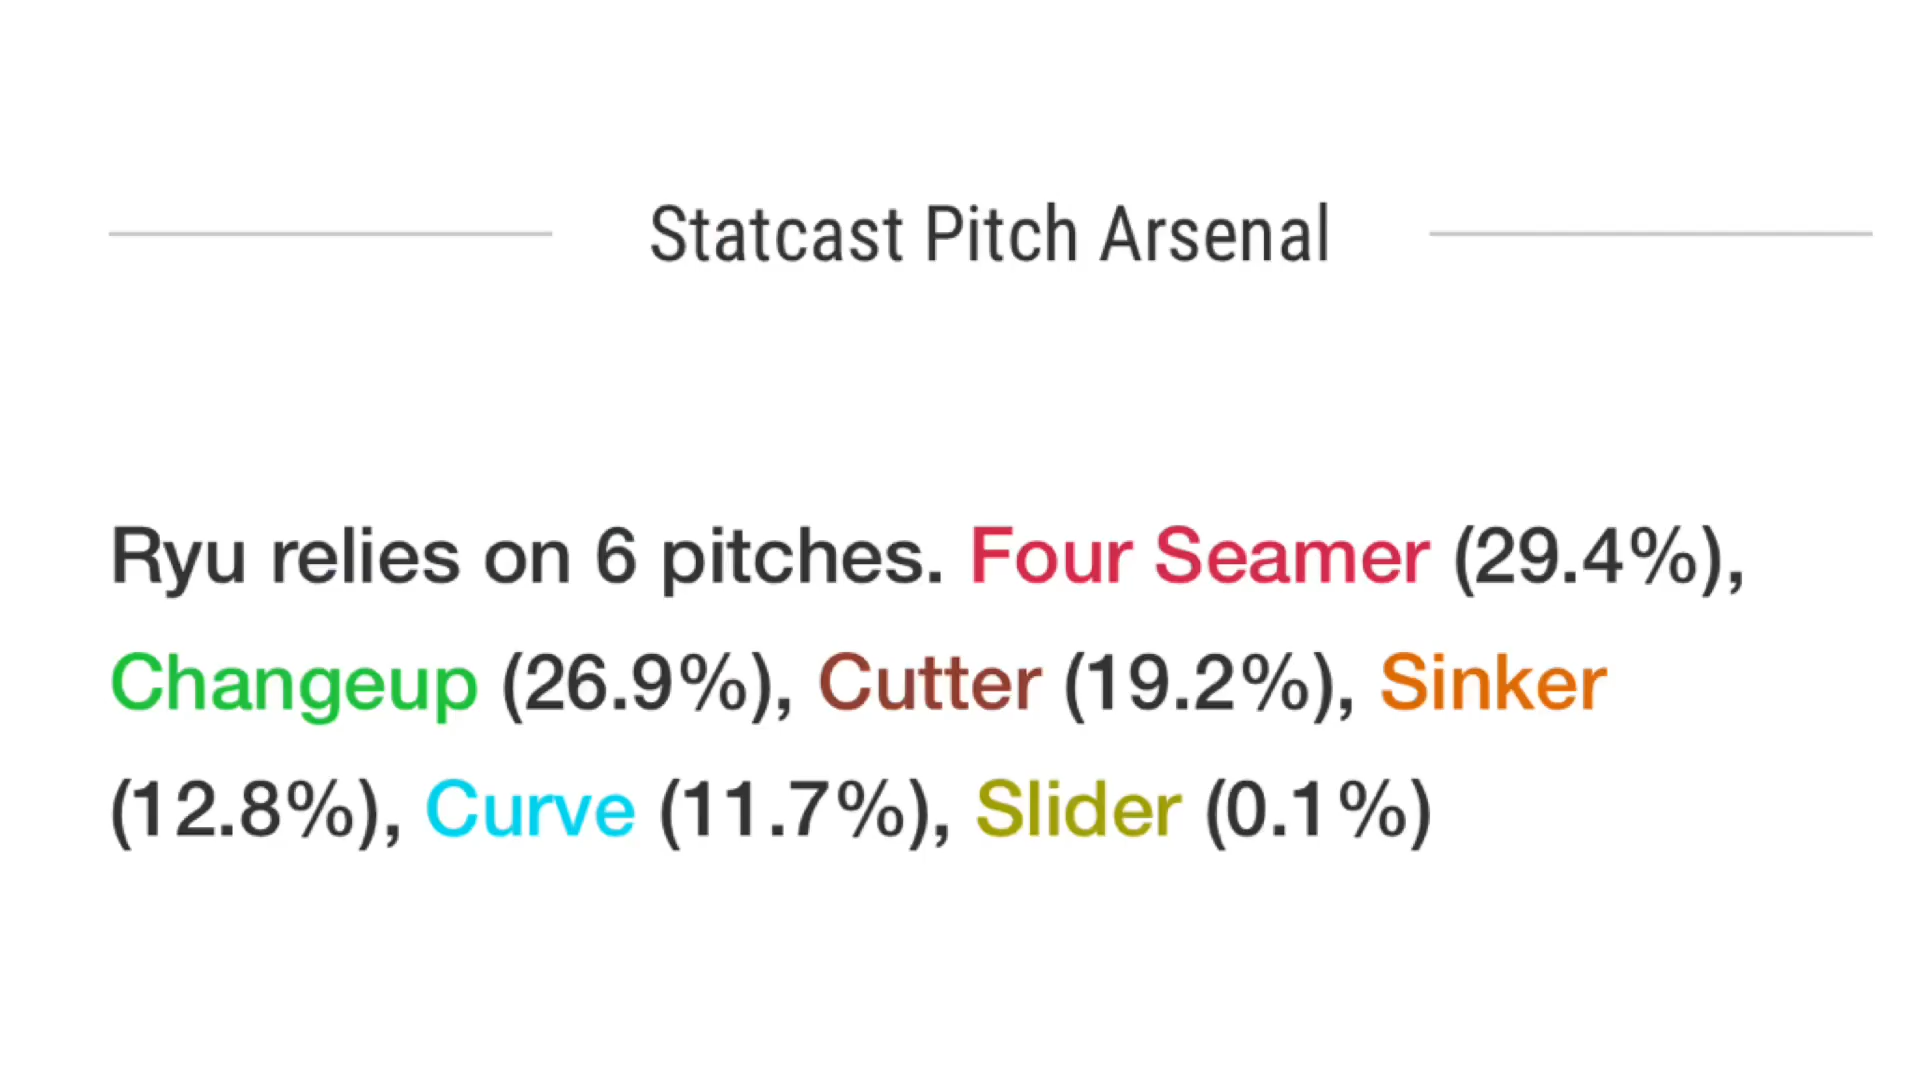 Statcast Pitch Arsenal
Ryu relies on 6 pitches. Four Seamer (29.4%),
Changeup (26.9%), Cutter (19.2%), Sinker
(12.8%), Curve (11.7%), Slider (0.1%)